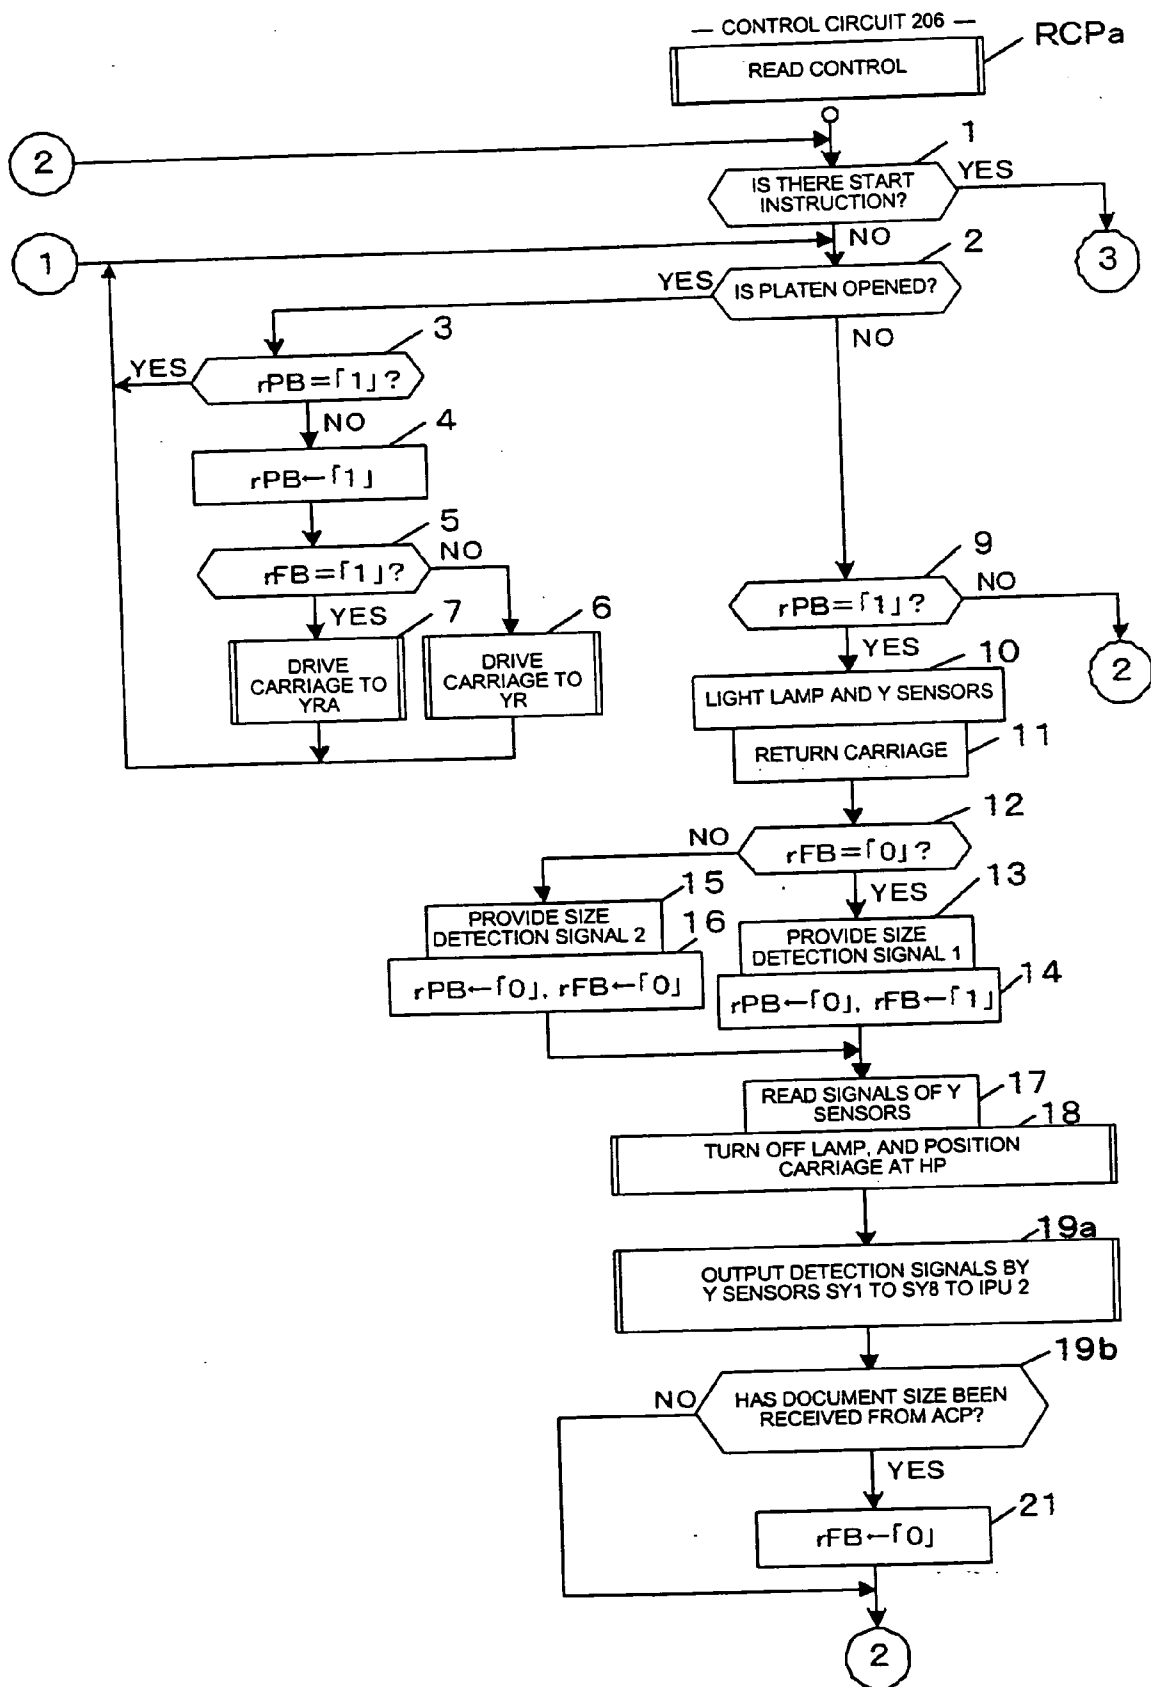 — CONTROL CIRCUIT 206 —
RCPa
READ CONTROL
2
1
IS THERE START
INSTRUCTION?
YES
NO
3
1
2
IS PLATEN OPENED?
YES
NO
3
rPB=「1」?
YES
NO
4
rPB←「1」
5
rFB=「1」?
NO
YES
7
DRIVE
CARRIAGE TO
YRA
6
DRIVE
CARRIAGE TO
YR
9
rPB=「1」?
NO
YES
2
10
LIGHT LAMP AND Y SENSORS
RETURN CARRIAGE
11
12
rFB=「0」?
NO
YES
15
PROVIDE SIZE
DETECTION SIGNAL 2
16
rPB←「0」, rFB←「0」
13
PROVIDE SIZE
DETECTION SIGNAL 1
14
rPB←「0」, rFB←「1」
17
READ SIGNALS OF Y
SENSORS
18
TURN OFF LAMP, AND POSITION
CARRIAGE AT HP
19a
OUTPUT DETECTION SIGNALS BY
Y SENSORS SY1 TO SY8 TO IPU 2
19b
HAS DOCUMENT SIZE BEEN
RECEIVED FROM ACP?
NO
YES
21
rFB←「0」
2